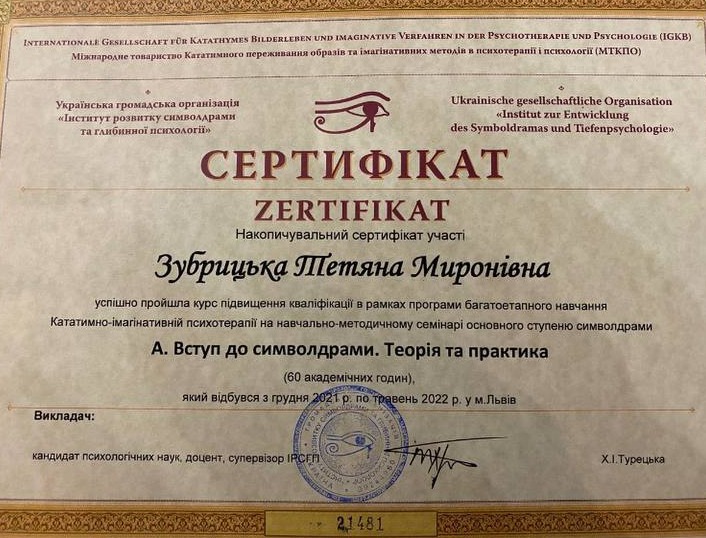 Internationale Gesellschaft für Katathymes Bilderleben und imaginative Verfahren in der Psychotherapie und Psychologie (IGKB)
Міжнародне товариство Кататимного переживання образів та імагінативних методів в психотерапії і психології (МТКПО)
Українська громадська організація
«Інститут розвитку символдрами
та глибинної психології»
Ukrainische gesellschaftliche Organisation
«Institut zur Entwicklung
des Symboldramas und Tiefenpsychologie»
СЕРТИФІКАТ
ZERTIFIKAT
Накопичувальний сертифікат участі
Зубрицька Тетяна Миронівна
успішно пройшла курс підвищення кваліфікації в рамках програми багатоетапного навчання
Кататимно-імагінативній психотерапії на навчально-методичному семінарі основного ступеню символдрами
А. Вступ до символдрами. Теорія та практика
(60 академічних годин),
який відбувся з грудня 2021 р. по травень 2022 р. у м.Львів
Викладач:
кандидат психологічних наук, доцент, супервізор ІРСГП
Х.І.Турецька
21481